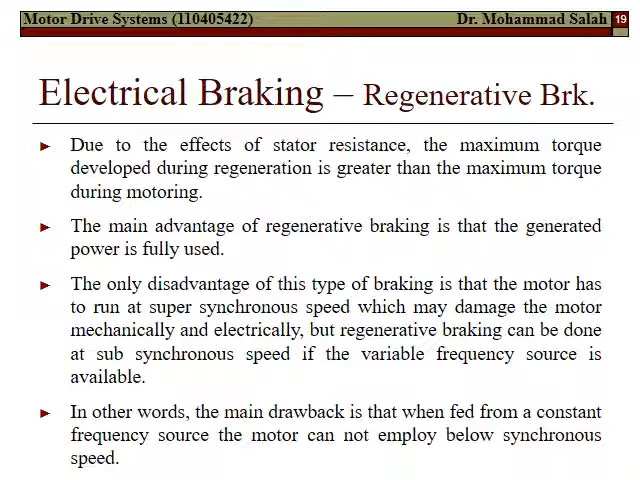 Motor Drive Systems (110405422) Dr. Mohammad Salah 19
Electrical Braking – Regenerative Brk.
Due to the effects of stator resistance, the maximum torque
developed during regeneration is greater than the maximum torque
during motoring.
The main advantage of regenerative braking is that the generated
power is fully used.
The only disadvantage of this type of braking is that the motor has
to run at super synchronous speed which may damage the motor
mechanically and electrically, but regenerative braking can be done
at sub synchronous speed if the variable frequency source is
available.
In other words, the main drawback is that when fed from a constant
frequency source the motor can not employ below synchronous
speed.